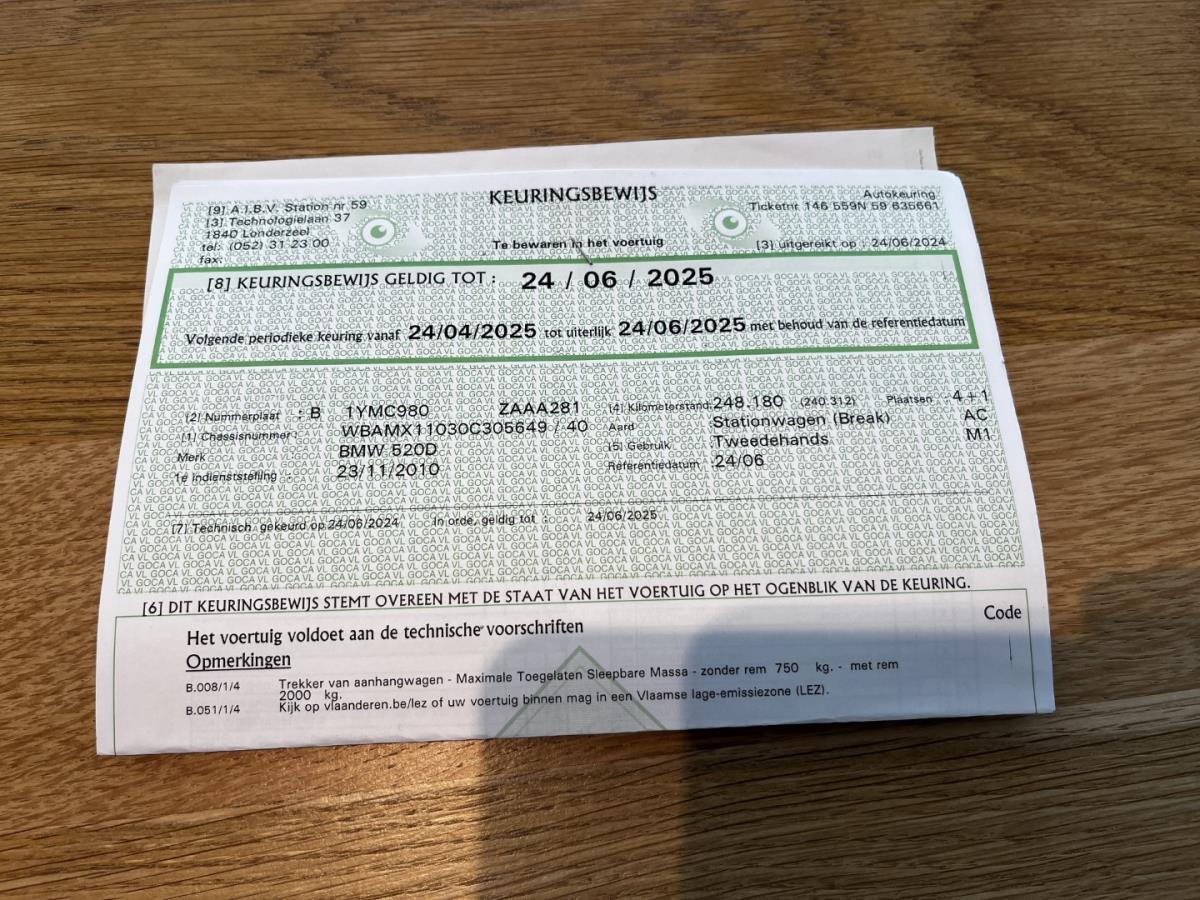 KEURINGSBEWIJS
[9] A.I.B.V. Station nr 59
[3] Technologielaan 37
1840 Londerzeel
tel: (052) 31 23 00
fax:
Te bewaren in het voertuig
Autokeuring
Ticketnr 146 559N 59 635661
[3] uitgereikt op : 24/06/2024
[8] KEURINGSBEWIJS GELDIG TOT : 24 / 06 / 2025
Volgende periodieke keuring vanaf 24/04/2025 tot uiterlijk 24/06/2025 met behoud van de referentiedatum
[2] Nummerplaat : B 1YMC980 ZAAA281 [4] Kilometerstand: 248.180 (240.312) Plaatsen 4+1
[1] Chassisnummer: WBAMX11030C305649 / 40 Aard Stationwagen (Break) AC
Merk BMW 520D [5] Gebruik Tweedehands M1
1e indienststelling : 23/11/2010 Referentiedatum :24/06
[7] Technisch gekeurd op 24/06/2024 In orde, geldig tot : 24/06/2025
[6] DIT KEURINGSBEWIJS STEMT OVEREEN MET DE STAAT VAN HET VOERTUIG OP HET OGENBLIK VAN DE KEURING.
Code
Het voertuig voldoet aan de technische voorschriften
Opmerkingen
B.008/1/4 Trekker van aanhangwagen - Maximale Toegelaten Sleepbare Massa - zonder rem 750 kg. - met rem
2000 kg.
B.051/1/4 Kijk op vlaanderen.be/lez of uw voertuig binnen mag in een Vlaamse lage-emissiezone (LEZ).